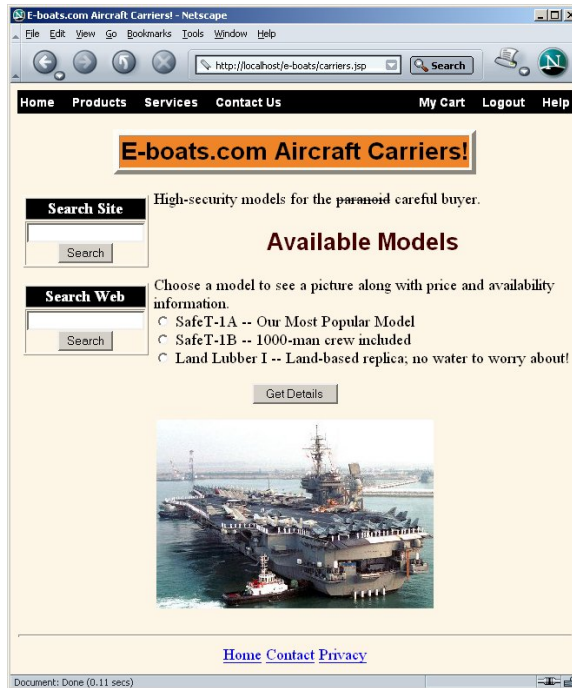 E-boats.com Aircraft Carriers! - Netscape
File Edit View Go Bookmarks Tools Window Help
http://localhost/e-boats/carriers.jsp Search
Home Products Services Contact Us My Cart Logout Help
E-boats.com Aircraft Carriers!
Search Site
Search
Search Web
Search
High-security models for the paranoid careful buyer.
Available Models
Choose a model to see a picture along with price and availability
information.
SafeT-1A -- Our Most Popular Model
SafeT-1B -- 1000-man crew included
Land Lubber I -- Land-based replica; no water to worry about!
Get Details
Home Contact Privacy
Document: Done (0.11 secs)